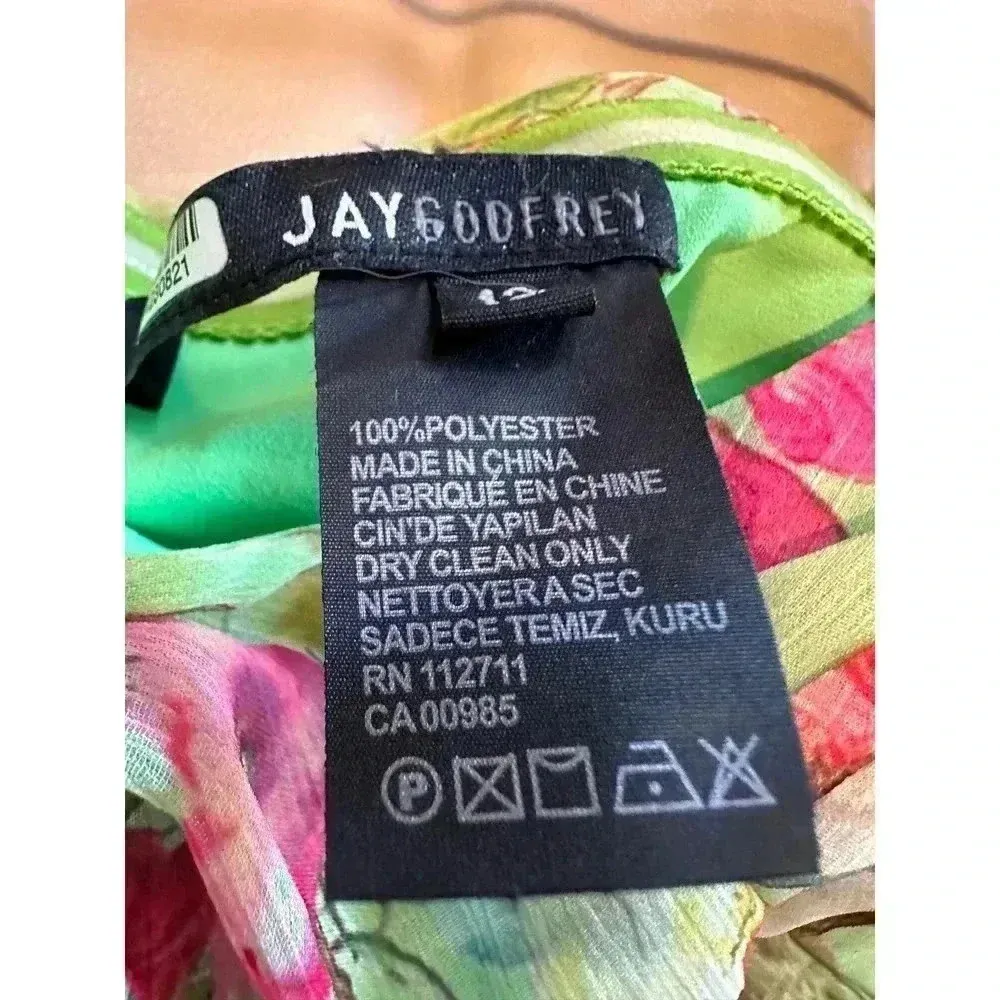 JAYGODFREY
100%POLYESTER
MADE IN CHINA
FABRIQUÉ EN CHINE
CIN'DE YAPILAN
DRY CLEAN ONLY
NETTOYER A SEC
SADECE TEMIZ, KURU
RN 112711
CA 00985
P